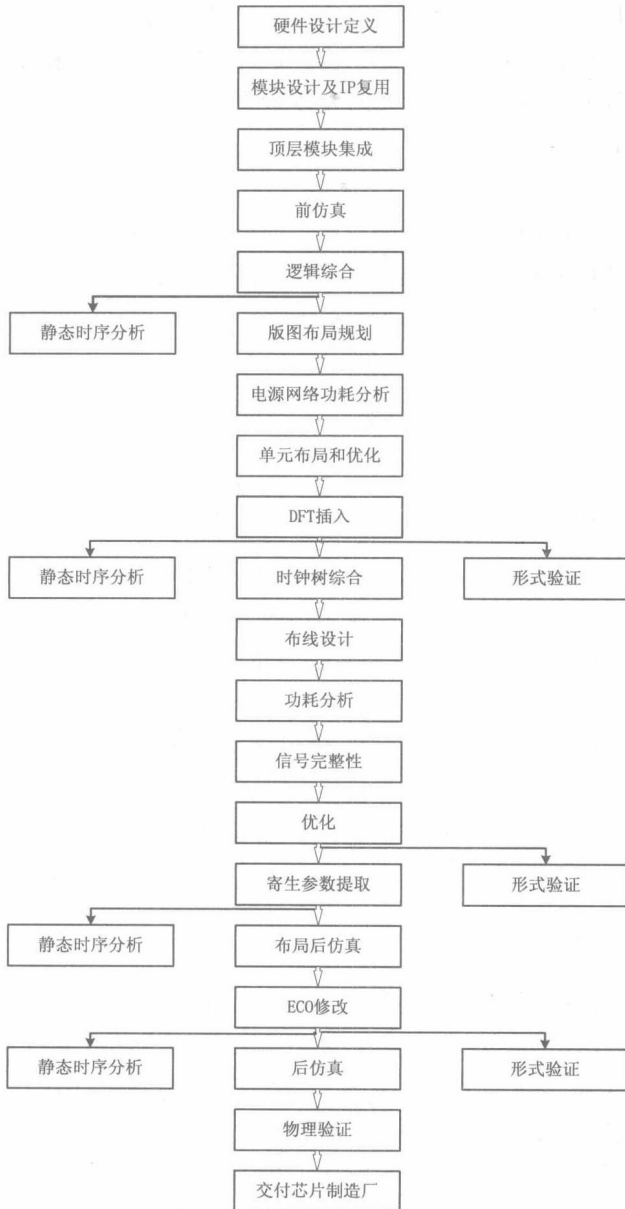 硬件设计定义
模块设计及IP复用
顶层模块集成
前仿真
逻辑综合
静态时序分析
版图布局规划
电源网络功耗分析
单元布局和优化
DFT插入
静态时序分析
时钟树综合
形式验证
布线设计
功耗分析
信号完整性
优化
寄生参数提取
形式验证
静态时序分析
布局后仿真
ECO修改
静态时序分析
后仿真
形式验证
物理验证
交付芯片制造厂